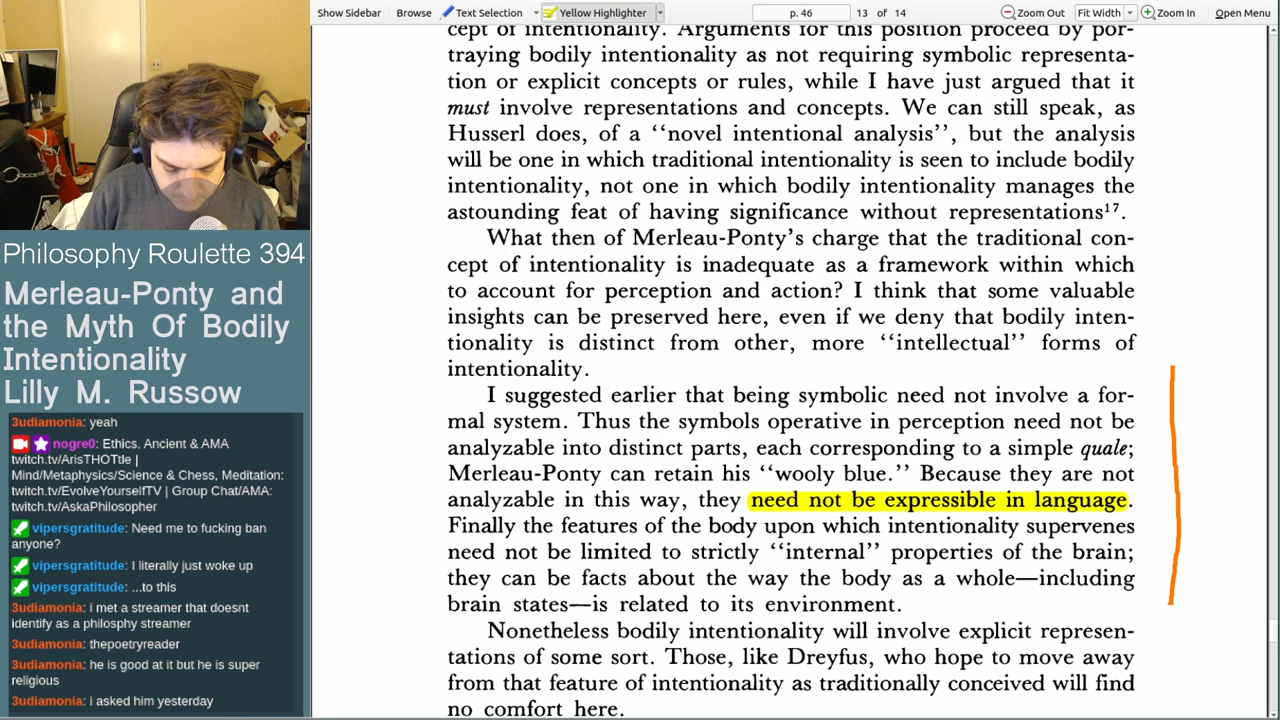 Show Sidebar Browse Text Selection Yellow Highlighter p. 46 13 of 14 Zoom Out Fit Width Zoom In Open Menu
cept of intentionality. Arguments for this position proceed by por-
traying bodily intentionality as not requiring symbolic representa-
tion or explicit concepts or rules, while I have just argued that it
must involve representations and concepts. We can still speak, as
Husserl does, of a “novel intentional analysis”, but the analysis
will be one in which traditional intentionality is seen to include bodily
intentionality, not one in which bodily intentionality manages the
astounding feat of having significance without representations¹⁷.
What then of Merleau-Ponty’s charge that the traditional con-
cept of intentionality is inadequate as a framework within which
to account for perception and action? I think that some valuable
insights can be preserved here, even if we deny that bodily inten-
tionality is distinct from other, more “intellectual” forms of
intentionality.
I suggested earlier that being symbolic need not involve a for-
mal system. Thus the symbols operative in perception need not be
analyzable into distinct parts, each corresponding to a simple quale;
Merleau-Ponty can retain his “wooly blue.” Because they are not
analyzable in this way, they need not be expressible in language.
Finally the features of the body upon which intentionality supervenes
need not be limited to strictly “internal” properties of the brain;
they can be facts about the way the body as a whole—including
brain states—is related to its environment.
Nonetheless bodily intentionality will involve explicit represen-
tations of some sort. Those, like Dreyfus, who hope to move away
from that feature of intentionality as traditionally conceived will find
no comfort here.
Philosophy Roulette 394
Merleau-Ponty and
the Myth Of Bodily
Intentionality
Lilly M. Russow
3udiamonia: yeah
nogre0: Ethics, Ancient & AMA
twitch.tv/ArisTHOTtle |
Mind/Metaphysics/Science & Chess, Meditation:
twitch.tv/EvolveYourselfTV | Group Chat/AMA:
twitch.tv/AskaPhilosopher
vipersgratitude: Need me to fucking ban
anyone?
vipersgratitude: I literally just woke up
vipersgratitude: ...to this
3udiamonia: i met a streamer that doesnt
identify as a philosphy streamer
3udiamonia: thepoetryreader
3udiamonia: he is good at it but he is super
religious
3udiamonia: i asked him yesterday